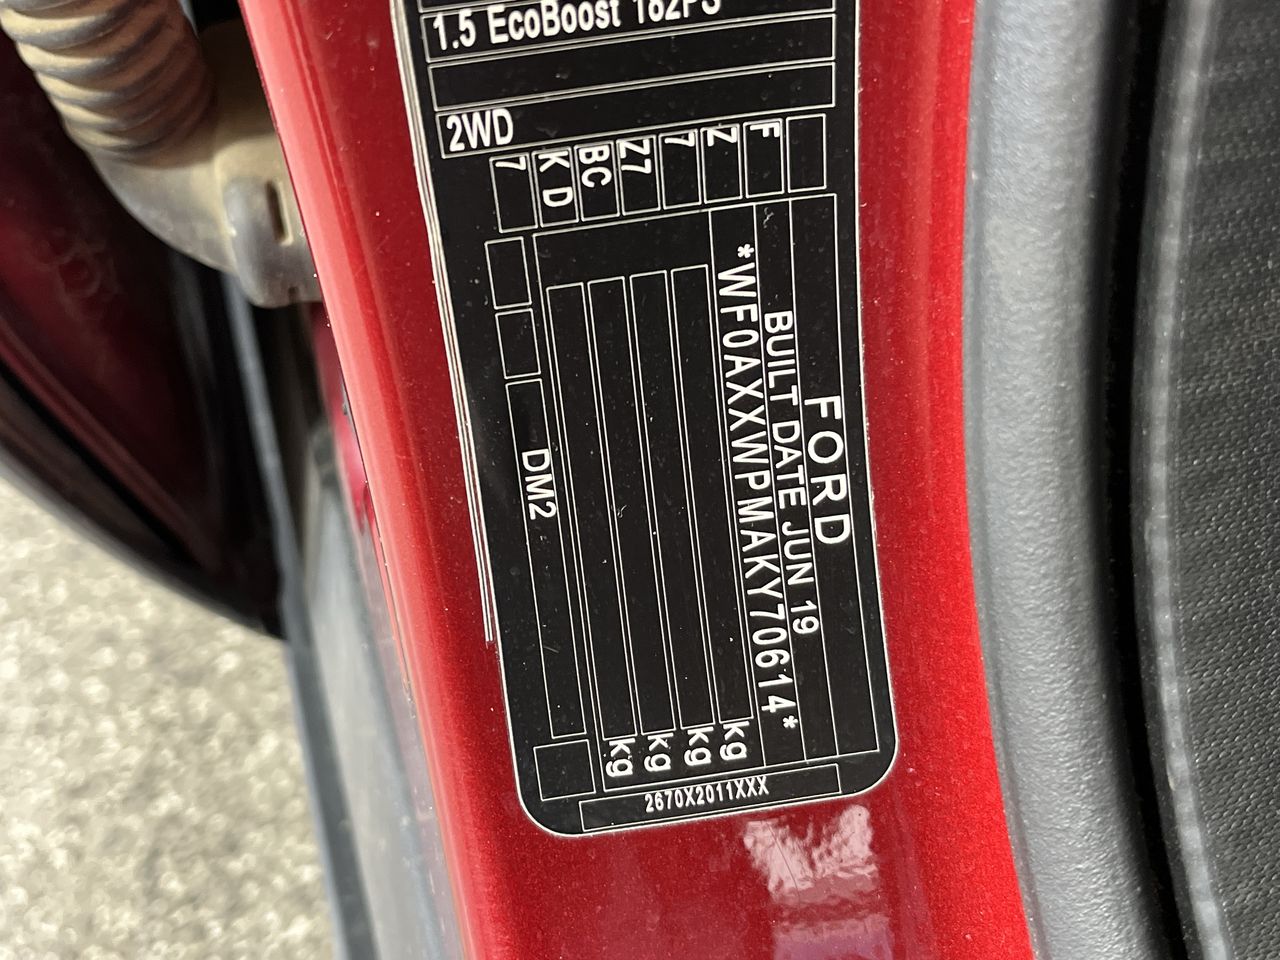 1.5 EcoBoost 182PS
2WD
F
Z
7
Z7
BC
K D
7
FORD
BUILT DATE JUN 19
*WF0AXXWPMAKY70614*
kg
kg
kg
kg
DM2
2670X2011XXX